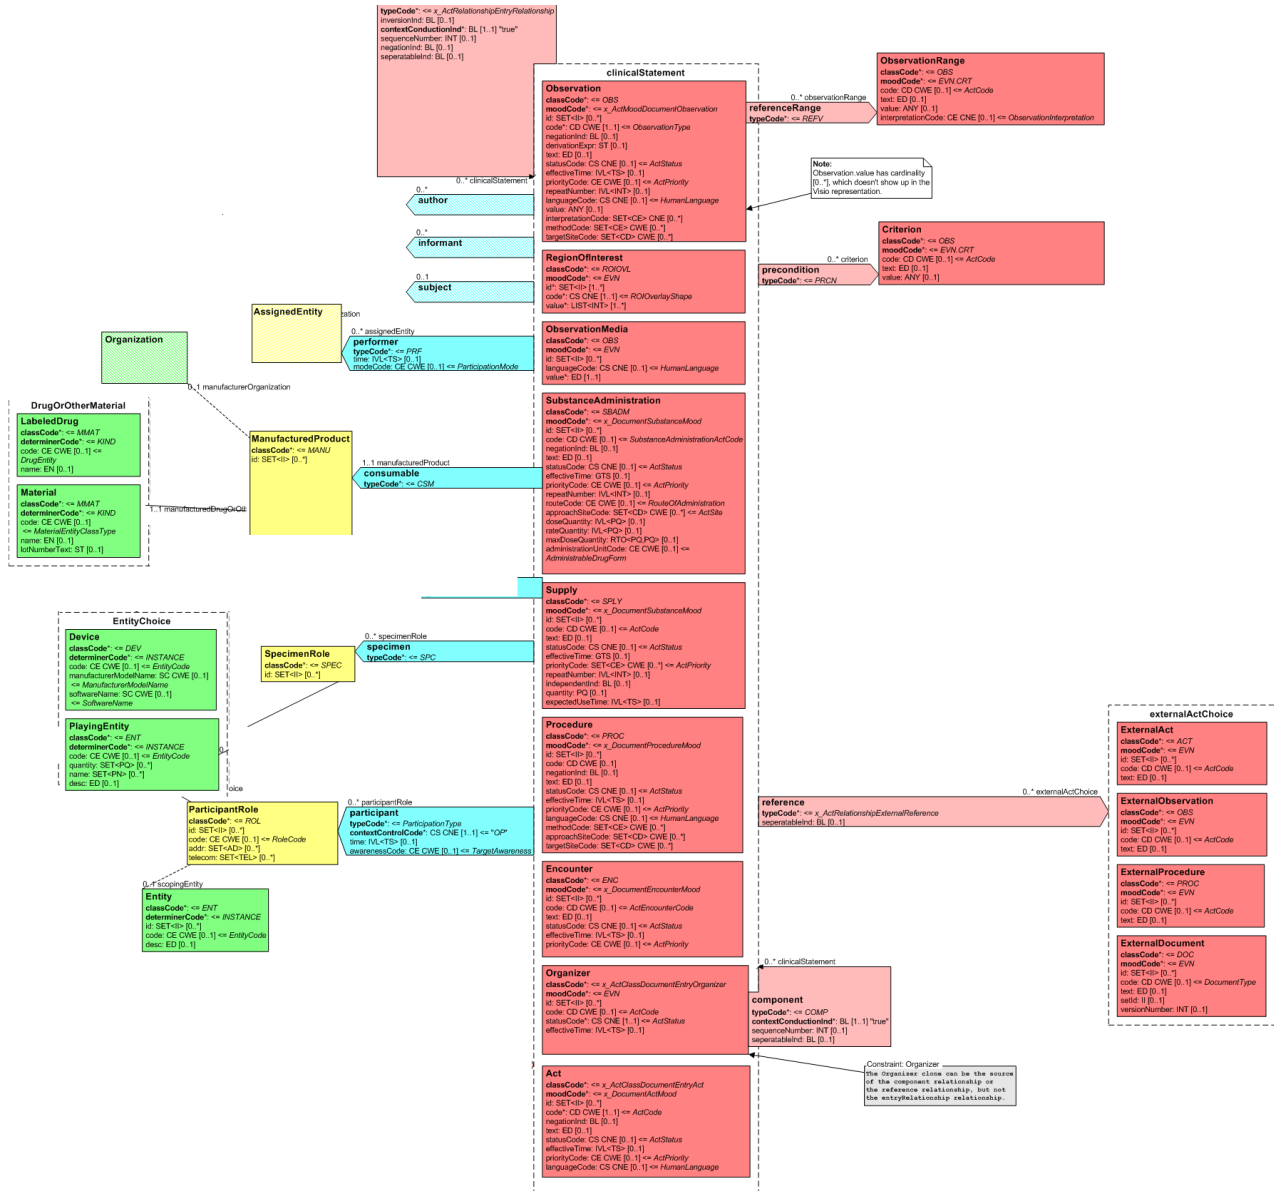 typeCode*: <= x_ActRelationshipEntryRelationship
inversionInd: BL [0..1]
contextConductionInd*: BL [1..1] "true"
sequenceNumber: INT [0..1]
negationInd: BL [0..1]
seperatableInd: BL [0..1]
0..* clinicalStatement
clinicalStatement
Observation
classCode*: <= OBS
moodCode*: <= x_ActMoodDocumentObservation
id: SET<II> [0..*]
code*: CD CWE [1..1] <= ObservationType
negationInd: BL [0..1]
derivationExpr: ST [0..1]
text: ED [0..1]
statusCode: CS CNE [0..1] <= ActStatus
effectiveTime: IVL<TS> [0..1]
priorityCode: CE CWE [0..1] <= ActPriority
repeatNumber: IVL<INT> [0..1]
languageCode: CS CNE [0..1] <= HumanLanguage
value: ANY [0..1]
interpretationCode: SET<CE> CNE [0..*]
methodCode: SET<CE> CWE [0..*]
targetSiteCode: SET<CD> CWE [0..*]
0..* observationRange
referenceRange
typeCode*: <= REFV
ObservationRange
classCode*: <= OBS
moodCode*: <= EVN.CRT
code: CD CWE [0..1] <= ActCode
text: ED [0..1]
value: ANY [0..1]
interpretationCode: CE CNE [0..1] <= ObservationInterpretation
Note:
Observation.value has cardinality
[0..*], which doesn't show up in the
Visio representation.
0..*
author
0..*
informant
0..1
subject
RegionOfInterest
classCode*: <= ROIOVL
moodCode*: <= EVN
id*: SET<II> [1..*]
code*: CS CNE [1..1] <= ROIOverlayShape
value*: LIST<INT> [1..*]
0..* criterion
precondition
typeCode*: <= PRCN
Criterion
classCode*: <= OBS
moodCode*: <= EVN.CRT
code: CD CWE [0..1] <= ActCode
text: ED [0..1]
value: ANY [0..1]
AssignedEntity
zation
0..* assignedEntity
performer
typeCode*: <= PRF
time: IVL<TS> [0..1]
modeCode: CE CWE [0..1] <= ParticipationMode
ObservationMedia
classCode*: <= OBS
moodCode*: <= EVN
id: SET<II> [0..*]
languageCode: CS CNE [0..1] <= HumanLanguage
value*: ED [1..1]
Organization
0..1 manufacturerOrganization
DrugOrOtherMaterial
LabeledDrug
classCode*: <= MMAT
determinerCode*: <= KIND
code: CE CWE [0..1] <=
DrugEntity
name: EN [0..1]
Material
classCode*: <= MMAT
determinerCode*: <= KIND
code: CE CWE [0..1]
<= MaterialEntityClassType
name: EN [0..1]
lotNumberText: ST [0..1]
1..1 manufacturedDrugOrOth
ManufacturedProduct
classCode*: <= MANU
id: SET<II> [0..*]
1..1 manufacturedProduct
consumable
typeCode*: <= CSM
SubstanceAdministration
classCode*: <= SBADM
moodCode*: <= x_DocumentSubstanceMood
id: SET<II> [0..*]
code: CD CWE [0..1] <= SubstanceAdministrationActCode
negationInd: BL [0..1]
text: ED [0..1]
statusCode: CS CNE [0..1] <= ActStatus
effectiveTime: GTS [0..1]
priorityCode: CE CWE [0..1] <= ActPriority
repeatNumber: IVL<INT> [0..1]
routeCode: CE CWE [0..1] <= RouteOfAdministration
approachSiteCode: SET<CD> CWE [0..*] <= ActSite
doseQuantity: IVL<PQ> [0..1]
rateQuantity: IVL<PQ> [0..1]
maxDoseQuantity: RTO<PQ,PQ> [0..1]
administrationUnitCode: CE CWE [0..1] <=
AdministrableDrugForm
Supply
classCode*: <= SPLY
moodCode*: <= x_DocumentSubstanceMood
id: SET<II> [0..*]
code: CD CWE [0..1] <= ActCode
text: ED [0..1]
statusCode: CS CNE [0..1] <= ActStatus
effectiveTime: GTS [0..1]
priorityCode: SET<CE> CWE [0..*] <= ActPriority
repeatNumber: IVL<INT> [0..1]
independentInd: BL [0..1]
quantity: PQ [0..1]
expectedUseTime: IVL<TS> [0..1]
EntityChoice
Device
classCode*: <= DEV
determinerCode*: <= INSTANCE
code: CE CWE [0..1] <= EntityCode
manufacturerModelName: SC CWE [0..1]
<= ManufacturerModelName
softwareName: SC CWE [0..1]
<= SoftwareName
PlayingEntity
classCode*: <= ENT
determinerCode*: <= INSTANCE
code: CE CWE [0..1] <= EntityCode
quantity: SET<PQ> [0..*]
name: SET<PN> [0..*]
desc: ED [0..1]
0.
oice
SpecimenRole
classCode*: <= SPEC
id: SET<II> [0..*]
0..* specimenRole
specimen
typeCode*: <= SPC
Procedure
classCode*: <= PROC
moodCode*: <= x_DocumentProcedureMood
id: SET<II> [0..*]
code: CD CWE [0..1]
negationInd: BL [0..1]
text: ED [0..1]
statusCode: CS CNE [0..1] <= ActStatus
effectiveTime: IVL<TS> [0..1]
priorityCode: CE CWE [0..1] <= ActPriority
languageCode: CS CNE [0..1] <= HumanLanguage
methodCode: SET<CE> CWE [0..*]
approachSiteCode: SET<CD> CWE [0..*]
targetSiteCode: SET<CD> CWE [0..*]
ParticipantRole
classCode*: <= ROL
id: SET<II> [0..*]
code: CE CWE [0..1] <= RoleCode
addr: SET<AD> [0..*]
telecom: SET<TEL> [0..*]
0..* participantRole
participant
typeCode*: <= ParticipationType
contextControlCode*: CS CNE [1..1] <= "OP"
time: IVL<TS> [0..1]
awarenessCode: CE CWE [0..1] <= TargetAwareness
0..1 scopingEntity
Entity
classCode*: <= ENT
determinerCode*: <= INSTANCE
id: SET<II> [0..*]
code: CE CWE [0..1] <= EntityCode
desc: ED [0..1]
0..* externalActChoice
reference
typeCode*: <= x_ActRelationshipExternalReference
seperatableInd: BL [0..1]
externalActChoice
ExternalAct
classCode*: <= ACT
moodCode*: <= EVN
id: SET<II> [0..*]
code: CD CWE [0..1] <= ActCode
text: ED [0..1]
ExternalObservation
classCode*: <= OBS
moodCode*: <= EVN
id: SET<II> [0..*]
code: CD CWE [0..1] <= ActCode
text: ED [0..1]
ExternalProcedure
classCode*: <= PROC
moodCode*: <= EVN
id: SET<II> [0..*]
code: CD CWE [0..1] <= ActCode
text: ED [0..1]
ExternalDocument
classCode*: <= DOC
moodCode*: <= EVN
id: SET<II> [0..*]
code: CD CWE [0..1] <= DocumentType
text: ED [0..1]
setId: II [0..1]
versionNumber: INT [0..1]
Encounter
classCode*: <= ENC
moodCode*: <= x_DocumentEncounterMood
id: SET<II> [0..*]
code: CD CWE [0..1] <= ActEncounterCode
text: ED [0..1]
statusCode: CS CNE [0..1] <= ActStatus
effectiveTime: IVL<TS> [0..1]
priorityCode: CE CWE [0..1] <= ActPriority
Organizer
classCode*: <= x_ActClassDocumentEntryOrganizer
moodCode*: <= EVN
id: SET<II> [0..*]
code: CD CWE [0..1] <= ActCode
statusCode*: CS CNE [1..1] <= ActStatus
effectiveTime: IVL<TS> [0..1]
0..* clinicalStatement
component
typeCode*: <= COMP
contextConductionInd*: BL [1..1] "true"
sequenceNumber: INT [0..1]
seperatableInd: BL [0..1]
Constraint: Organizer
The Organizer clone can be the source
of the component relationship or
the reference relationship, but not
the entryRelationship relationship.
Act
classCode*: <= x_ActClassDocumentEntryAct
moodCode*: <= x_DocumentActMood
id: SET<II> [0..*]
code*: CD CWE [1..1] <= ActCode
negationInd: BL [0..1]
text: ED [0..1]
statusCode: CS CNE [0..1] <= ActStatus
effectiveTime: IVL<TS> [0..1]
priorityCode: CE CWE [0..1] <= ActPriority
languageCode: CS CNE [0..1] <= HumanLanguage